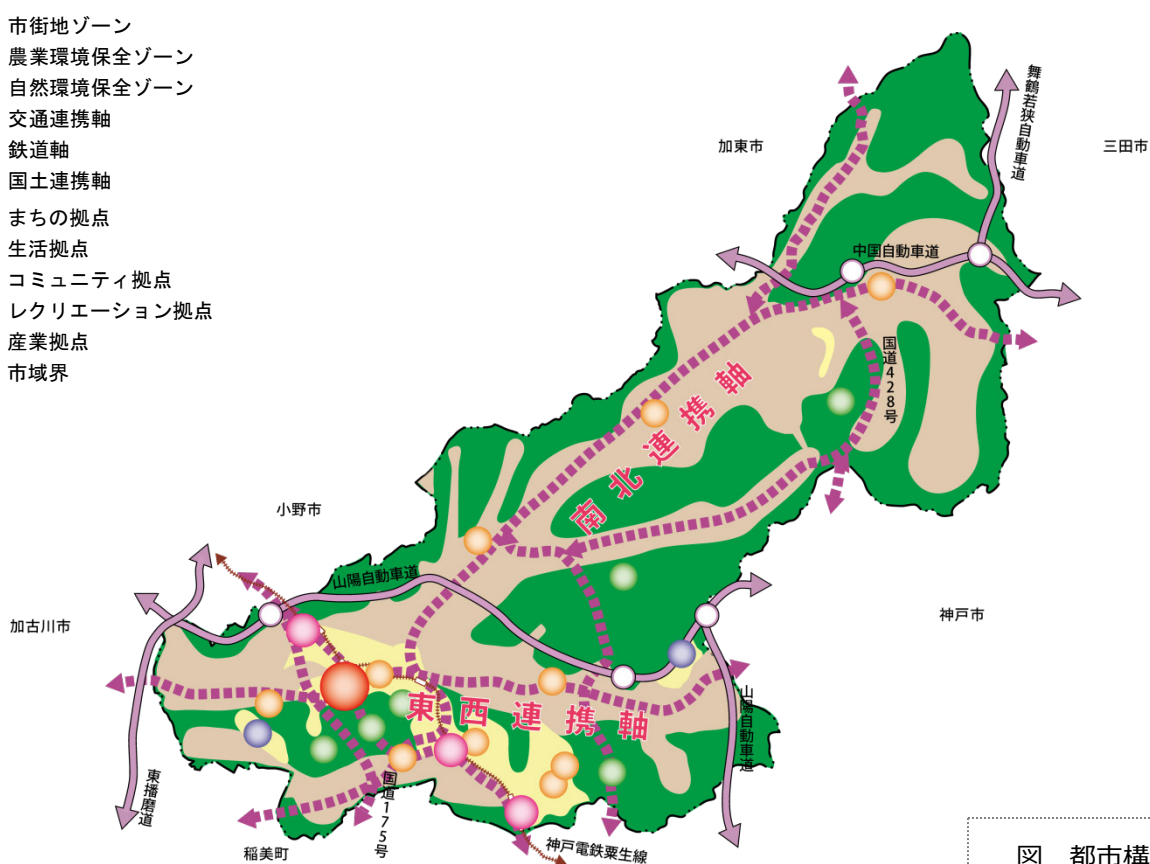 市街地ゾーン
農業環境保全ゾーン
自然環境保全ゾーン
交通連携軸
鉄道軸
国土連携軸
まちの拠点
生活拠点
コミュニティ拠点
レクリエーション拠点
産業拠点
市域界
舞鶴若狭自動車道
加東市
三田市
中国自動車道
国道428号
南北連携軸
小野市
山陽自動車道
加古川市
神戸市
東西連携軸
山陽自動車道
東播磨道
国道175号
稲美町
神戸電鉄粟生線
図 都市構